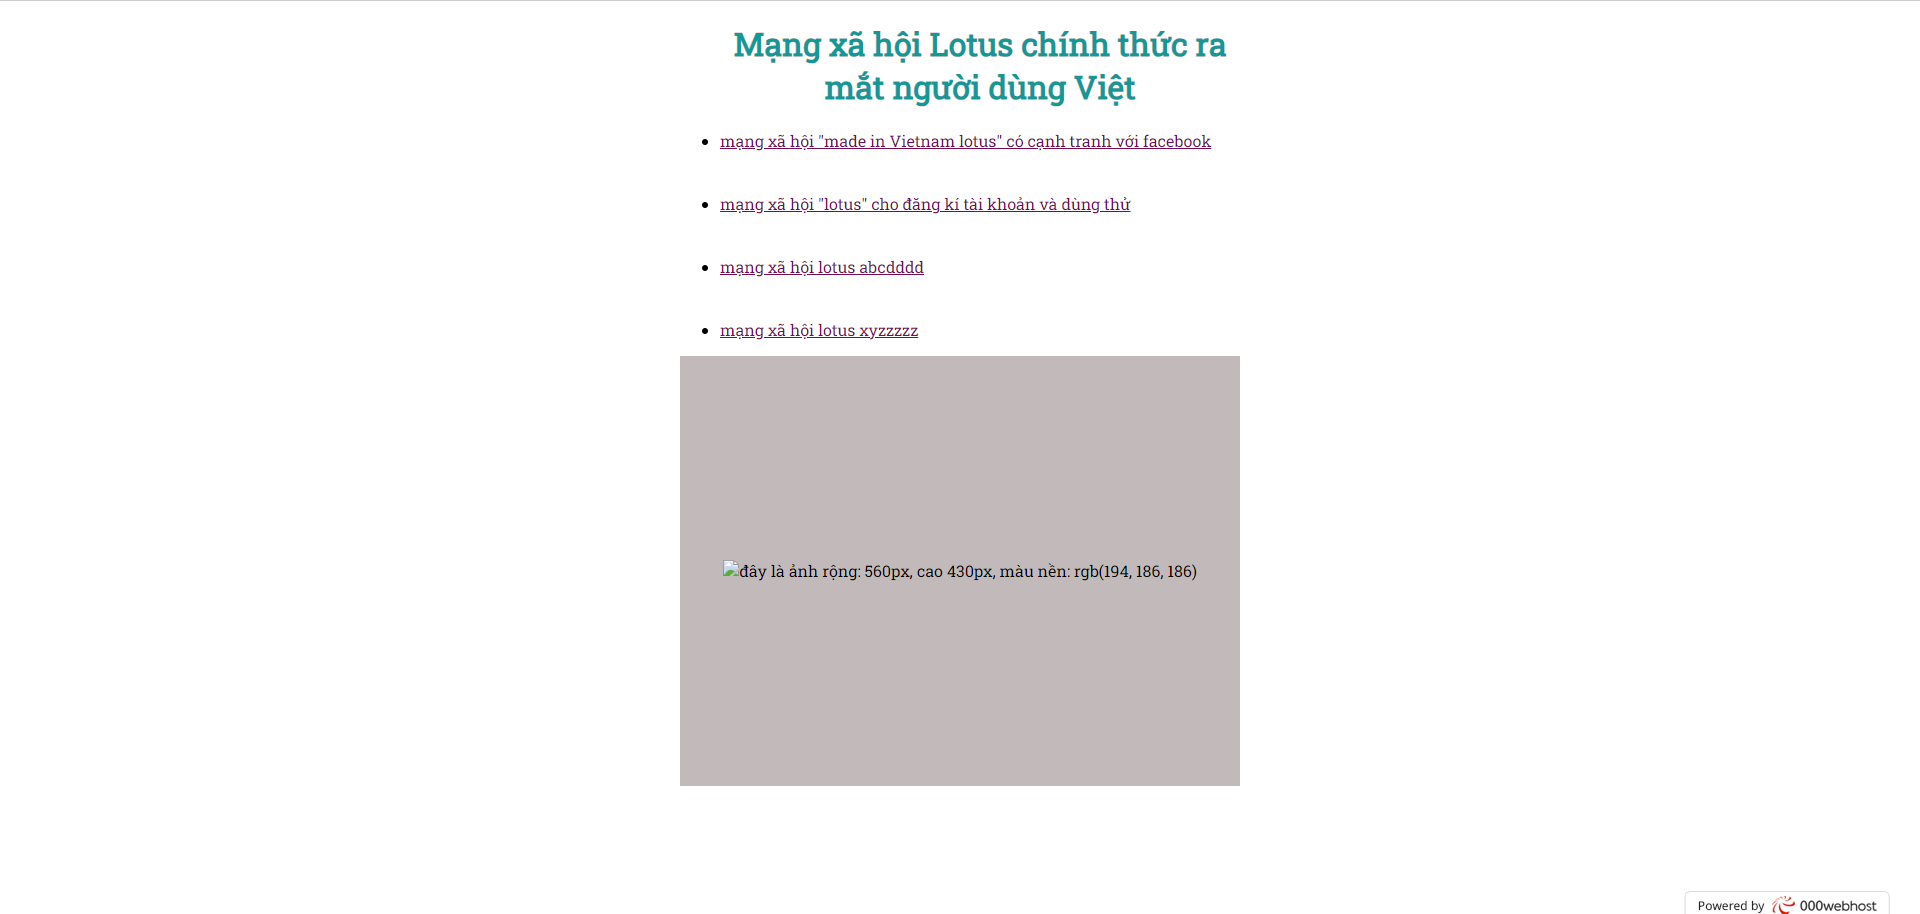 Mạng xã hội Lotus chính thức ra
mắt người dùng Việt
mạng xã hội "made in Vietnam lotus" có cạnh tranh với facebook
mạng xã hội "lotus" cho đăng kí tài khoản và dùng thử
mạng xã hội lotus abcdddd
mạng xã hội lotus xyzzzzz
đây là ảnh rộng: 560px, cao 430px, màu nền: rgb(194, 186, 186)
Powered by 000webhost